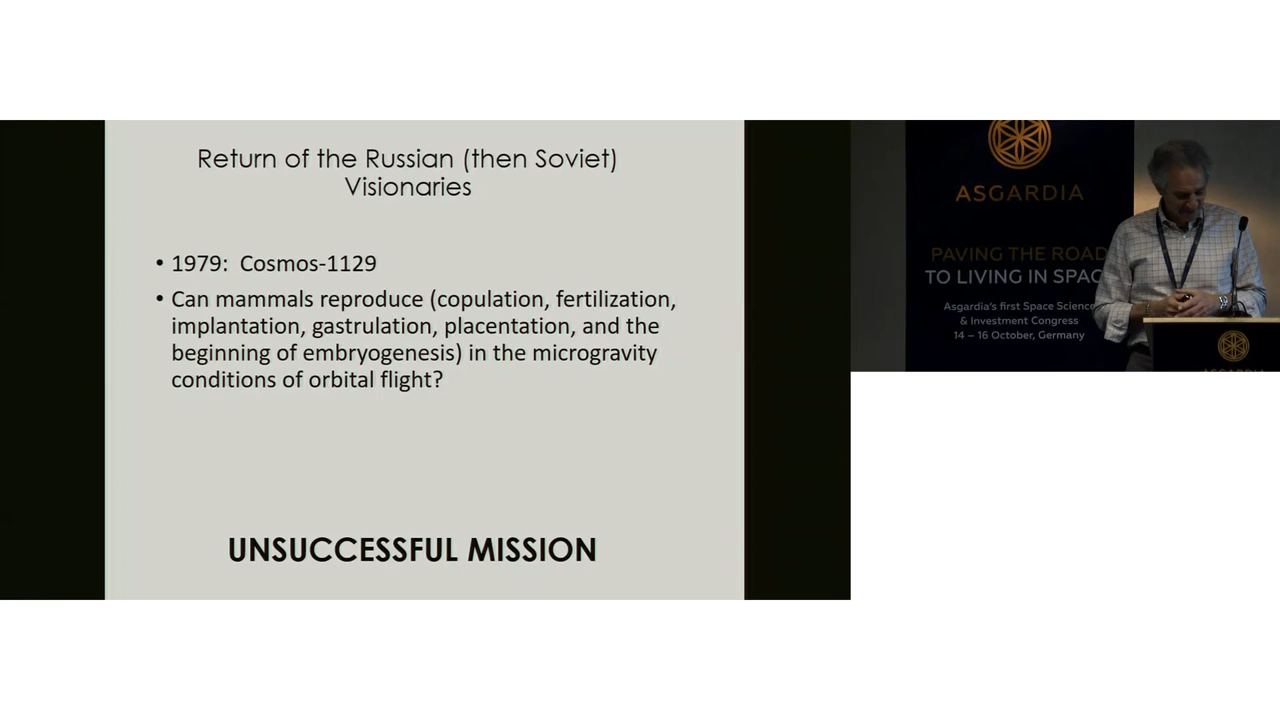 Return of the Russian (then Soviet)
Visionaries
• 1979: Cosmos-1129
• Can mammals reproduce (copulation, fertilization,
implantation, gastrulation, placentation, and the
beginning of embryogenesis) in the microgravity
conditions of orbital flight?
UNSUCCESSFUL MISSION
ASGARDIA
PAVING THE ROAD
TO LIVING IN SPAC
Asgardia's first Space Science
& Investment Congress
14 – 16 October, Germany
ASGARDIA